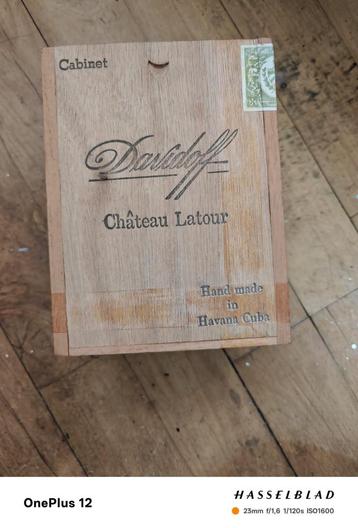 Cabinet
Davidoff
Château Latour
Hand made
in
Havana Cuba
OnePlus 12
HASSELBLAD
23mm f/1,6 1/120s ISO1600